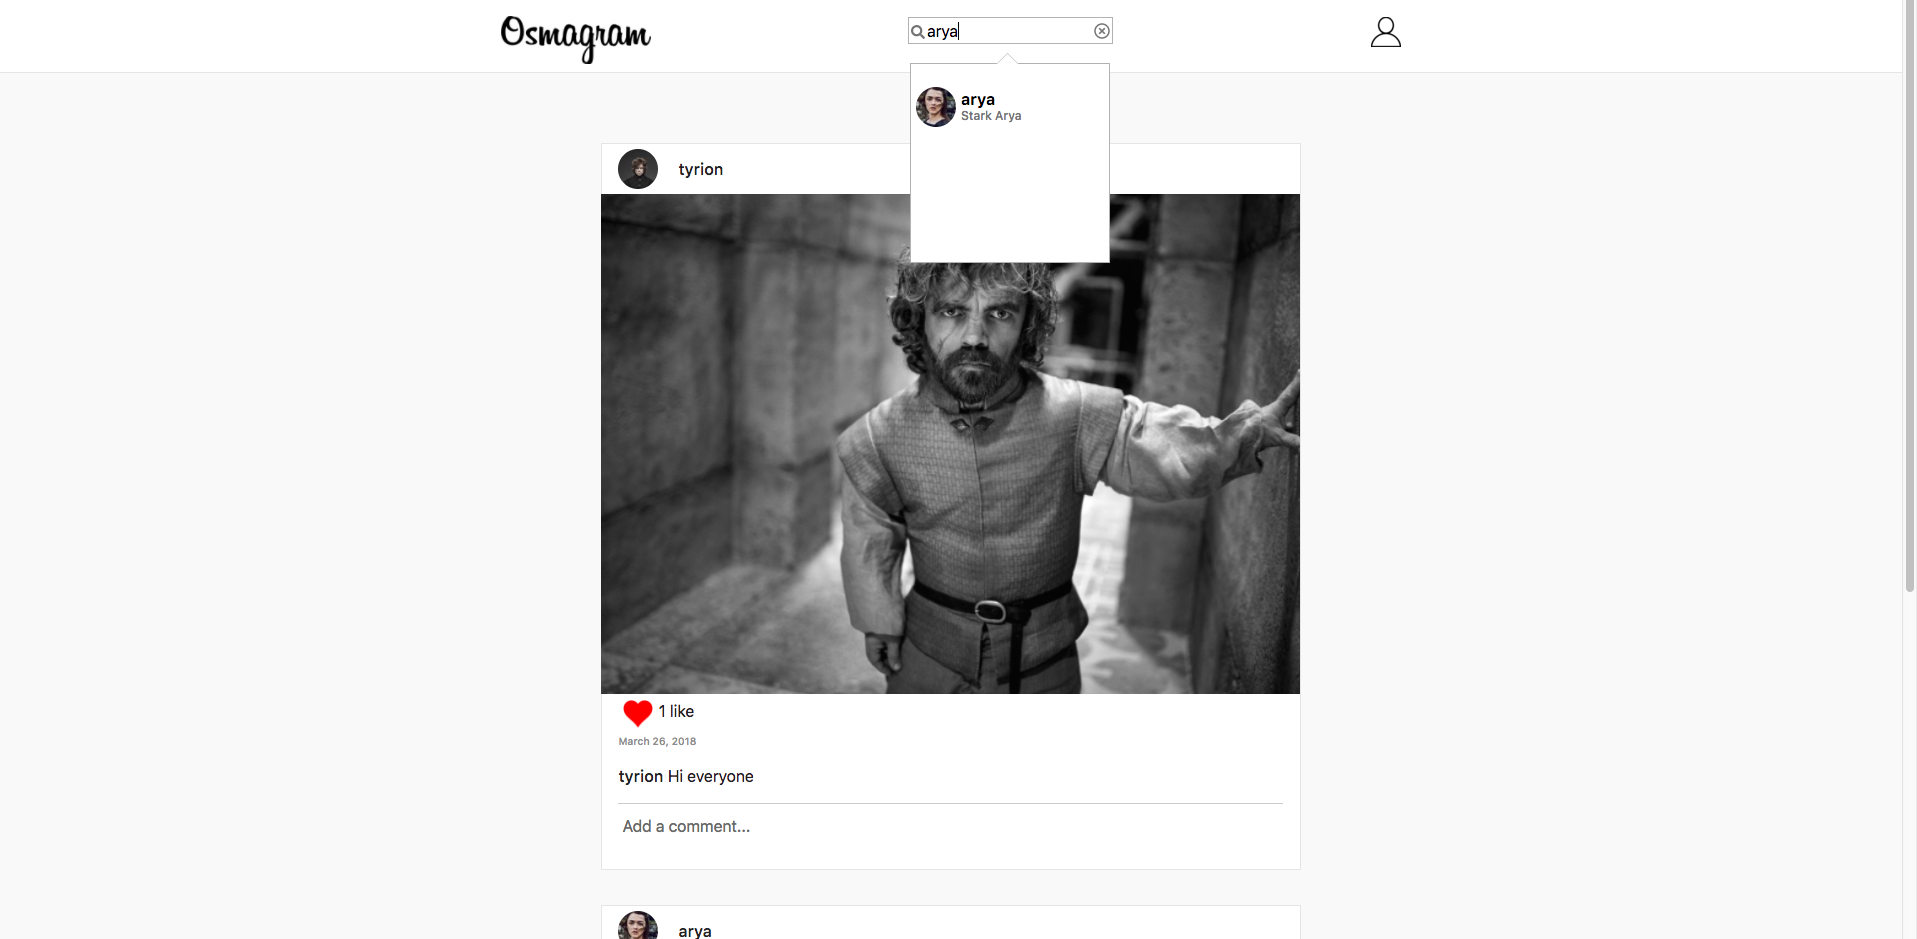 Osmagram
arya
arya
Stark Arya
tyrion
1 like
March 26, 2018
tyrion Hi everyone
Add a comment...
arya